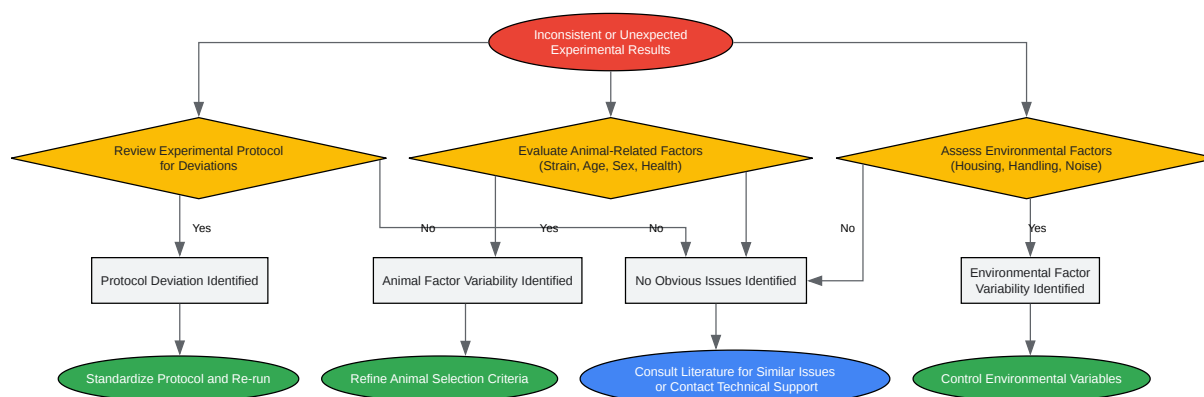 Inconsistent or Unexpected
Experimental Results
Review Experimental Protocol
for Deviations
Evaluate Animal-Related Factors
(Strain, Age, Sex, Health)
Assess Environmental Factors
(Housing, Handling, Noise)
Yes
No
Yes
No
No
Yes
Protocol Deviation Identified
Animal Factor Variability Identified
No Obvious Issues Identified
Environmental Factor
Variability Identified
Standardize Protocol and Re-run
Refine Animal Selection Criteria
Consult Literature for Similar Issues
or Contact Technical Support
Control Environmental Variables